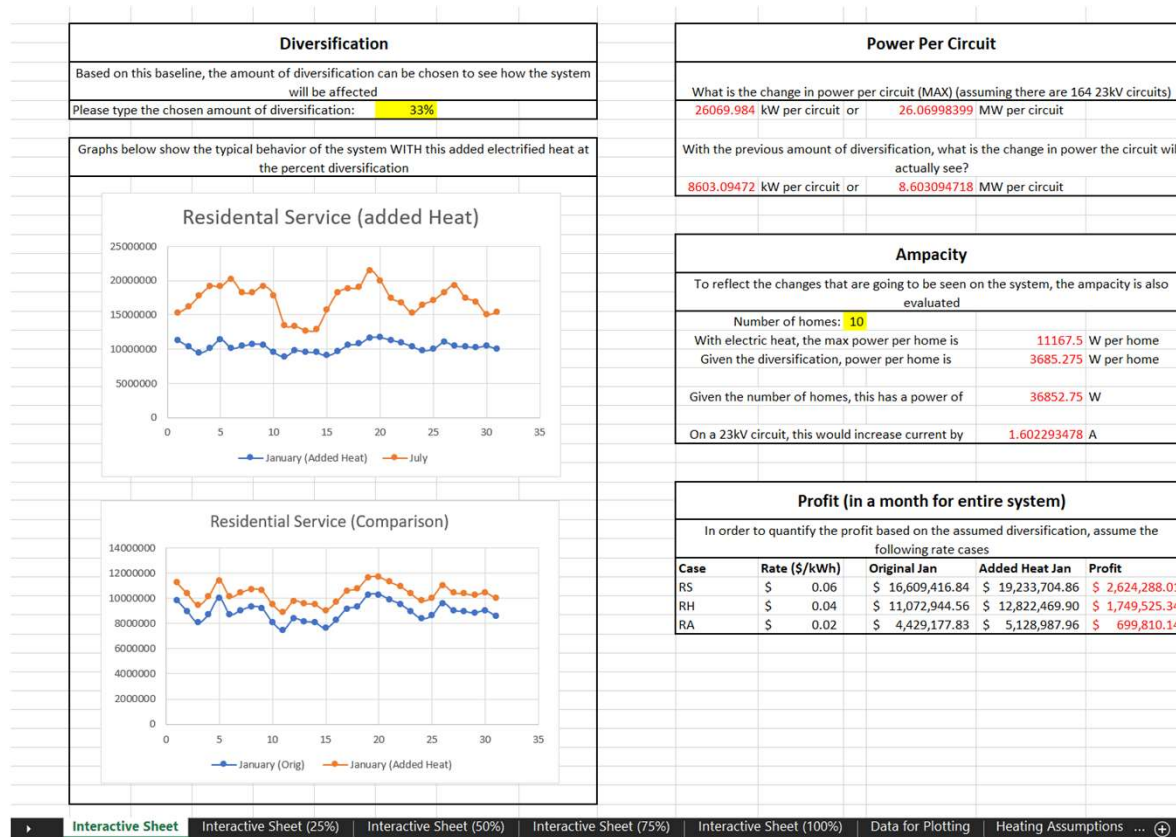 Diversification
Based on this baseline, the amount of diversification can be chosen to see how the system
will be affected
Please type the chosen amount of diversification: 33%
Graphs below show the typical behavior of the system WITH this added electrified heat at
the percent diversification
Residental Service (added Heat)
25000000
20000000
15000000
10000000
5000000
0
0 5 10 15 20 25 30 35
January (Added Heat) July
Residential Service (Comparison)
14000000
12000000
10000000
8000000
6000000
4000000
2000000
0
0 5 10 15 20 25 30 35
January (Orig) January (Added Heat)
Power Per Circuit
What is the change in power per circuit (MAX) (assuming there are 164 23kV circuits)
26069.984 kW per circuit or 26.06998399 MW per circuit
With the previous amount of diversification, what is the change in power the circuit wil
actually see?
8603.09472 kW per circuit or 8.603094718 MW per circuit
Ampacity
To reflect the changes that are going to be seen on the system, the ampacity is also
evaluated
Number of homes: 10
With electric heat, the max power per home is 11167.5 W per home
Given the diversification, power per home is 3685.275 W per home
Given the number of homes, this has a power of 36852.75 W
On a 23kV circuit, this would increase current by 1.602293478 A
Profit (in a month for entire system)
In order to quantify the profit based on the assumed diversification, assume the
following rate cases
Case Rate ($/kWh) Original Jan Added Heat Jan Profit
RS $ 0.06 $ 16,609,416.84 $ 19,233,704.86 $ 2,624,288.01
RH $ 0.04 $ 11,072,944.56 $ 12,822,469.90 $ 1,749,525.34
RA $ 0.02 $ 4,429,177.83 $ 5,128,987.96 $ 699,810.14
Interactive Sheet Interactive Sheet (25%) Interactive Sheet (50%) Interactive Sheet (75%) Interactive Sheet (100%) Data for Plotting Heating Assumptions ...